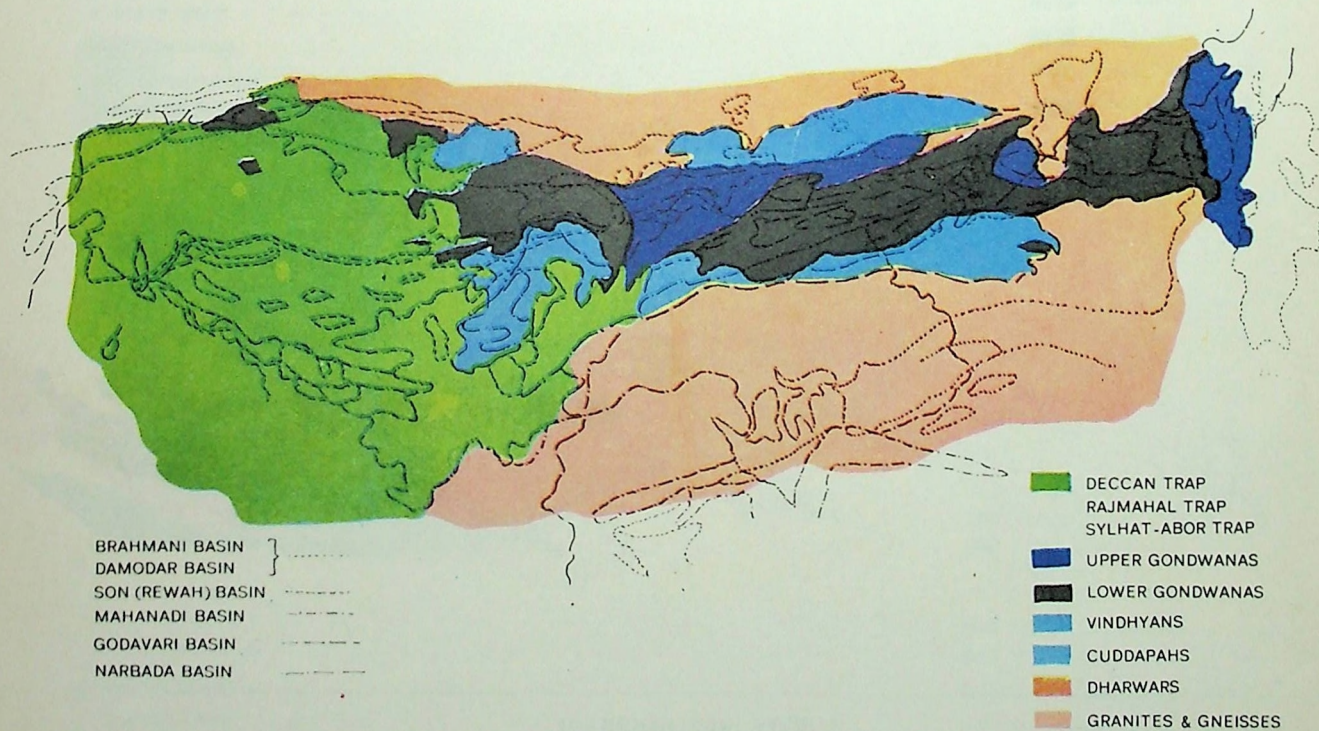 BRAHMANI BASIN
DAMODAR BASIN
SON (REWAH) BASIN
MAHANADI BASIN
GODAVARI BASIN
NARBADA BASIN
DECCAN TRAP
RAJMAHAL TRAP
SYLHAT-ABOR TRAP
UPPER GONDWANAS
LOWER GONDWANAS
VINDHYANS
CUDDAPAHS
DHARWARS
GRANITES & GNEISSES